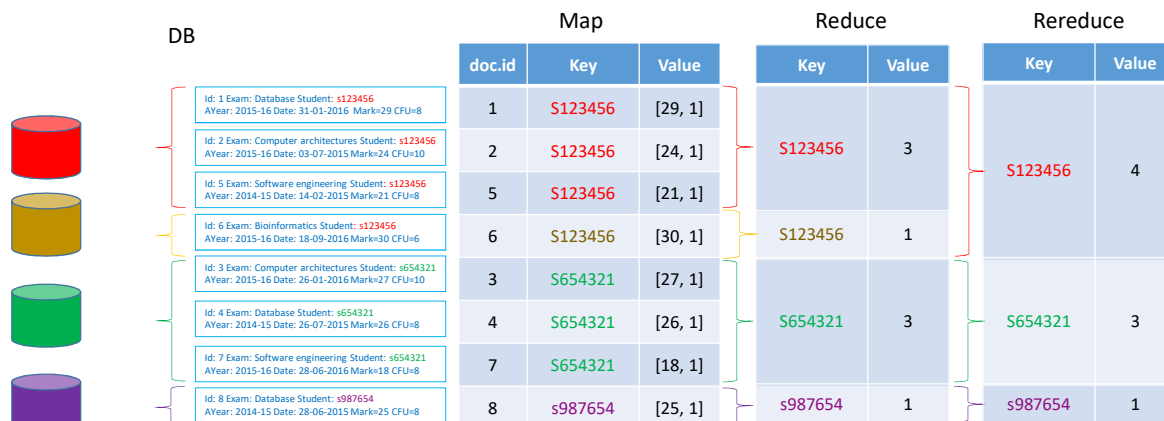 DB
Map
Reduce
Rereduce
doc.id Key Value
Key Value
Key Value
Id: 1 Exam: Database Student: s123456
AYear: 2015-16 Date: 31-01-2016 Mark=29 CFU=8
Id: 2 Exam: Computer architectures Student: s123456
AYear: 2015-16 Date: 03-07-2015 Mark=24 CFU=10
Id: 5 Exam: Software engineering Student: s123456
AYear: 2014-15 Date: 14-02-2015 Mark=21 CFU=8
Id: 6 Exam: Bioinformatics Student: s123456
AYear: 2015-16 Date: 18-09-2016 Mark=30 CFU=6
Id: 3 Exam: Computer architectures Student: s654321
AYear: 2015-16 Date: 26-01-2016 Mark=27 CFU=10
Id: 4 Exam: Database Student: s654321
AYear: 2014-15 Date: 26-07-2015 Mark=26 CFU=8
Id: 7 Exam: Software engineering Student: s654321
AYear: 2015-16 Date: 28-06-2016 Mark=18 CFU=8
Id: 8 Exam: Database Student: s987654
AYear: 2014-15 Date: 28-06-2015 Mark=25 CFU=8
1 S123456 [29, 1]
2 S123456 [24, 1]
5 S123456 [21, 1]
6 S123456 [30, 1]
3 S654321 [27, 1]
4 S654321 [26, 1]
7 S654321 [18, 1]
8 s987654 [25, 1]
S123456 3
S123456 1
S654321 3
s987654 1
S123456 4
S654321 3
s987654 1